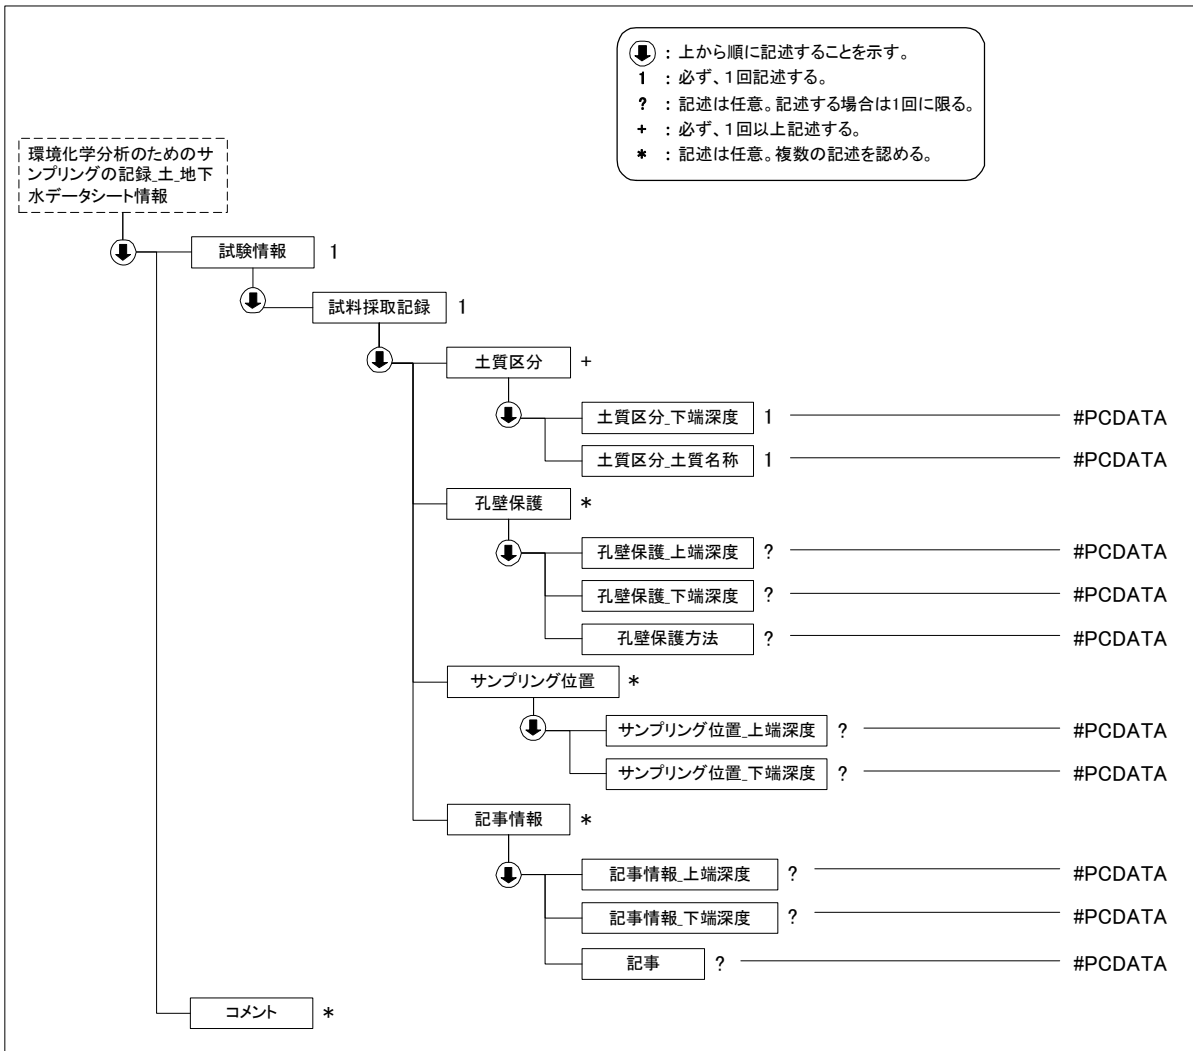 : 上から順に記述することを示す。
1 : 必ず、1回記述する。
? : 記述は任意。記述する場合は1回に限る。
+ : 必ず、1回以上記述する。
* : 記述は任意。複数の記述を認める。
環境化学分析のためのサ
ンプリングの記録_土_地下
水データシート情報
試験情報 1
試料採取記録 1
土質区分 +
土質区分_下端深度 1 #PCDATA
土質区分_土質名称 1 #PCDATA
孔壁保護 *
孔壁保護_上端深度 ? #PCDATA
孔壁保護_下端深度 ? #PCDATA
孔壁保護方法 ? #PCDATA
サンプリング位置 *
サンプリング位置_上端深度 ? #PCDATA
サンプリング位置_下端深度 ? #PCDATA
記事情報 *
記事情報_上端深度 ? #PCDATA
記事情報_下端深度 ? #PCDATA
記事 ? #PCDATA
コメント *